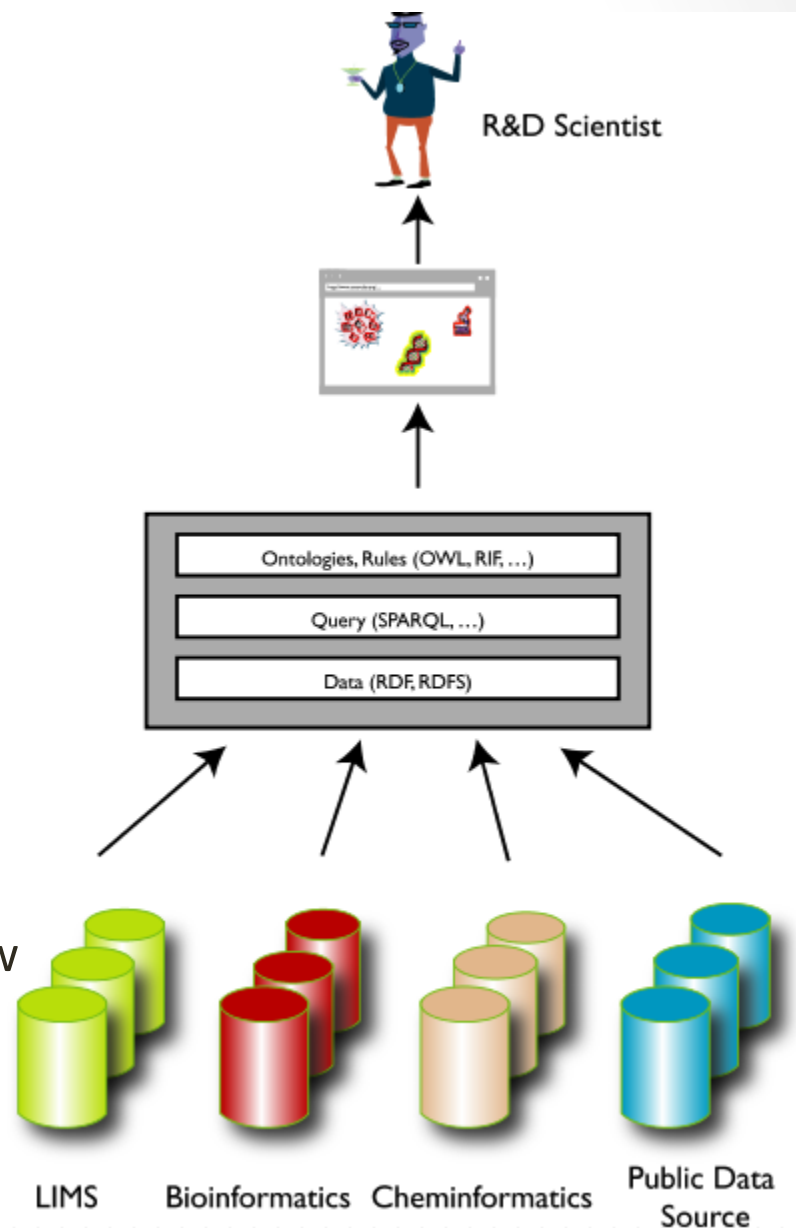 R&D Scientist
Ontologies, Rules (OWL, RIF, ...)
Query (SPARQL, ...)
Data (RDF, RDFS)
w
LIMS
Bioinformatics
Cheminformatics
Public Data
Source